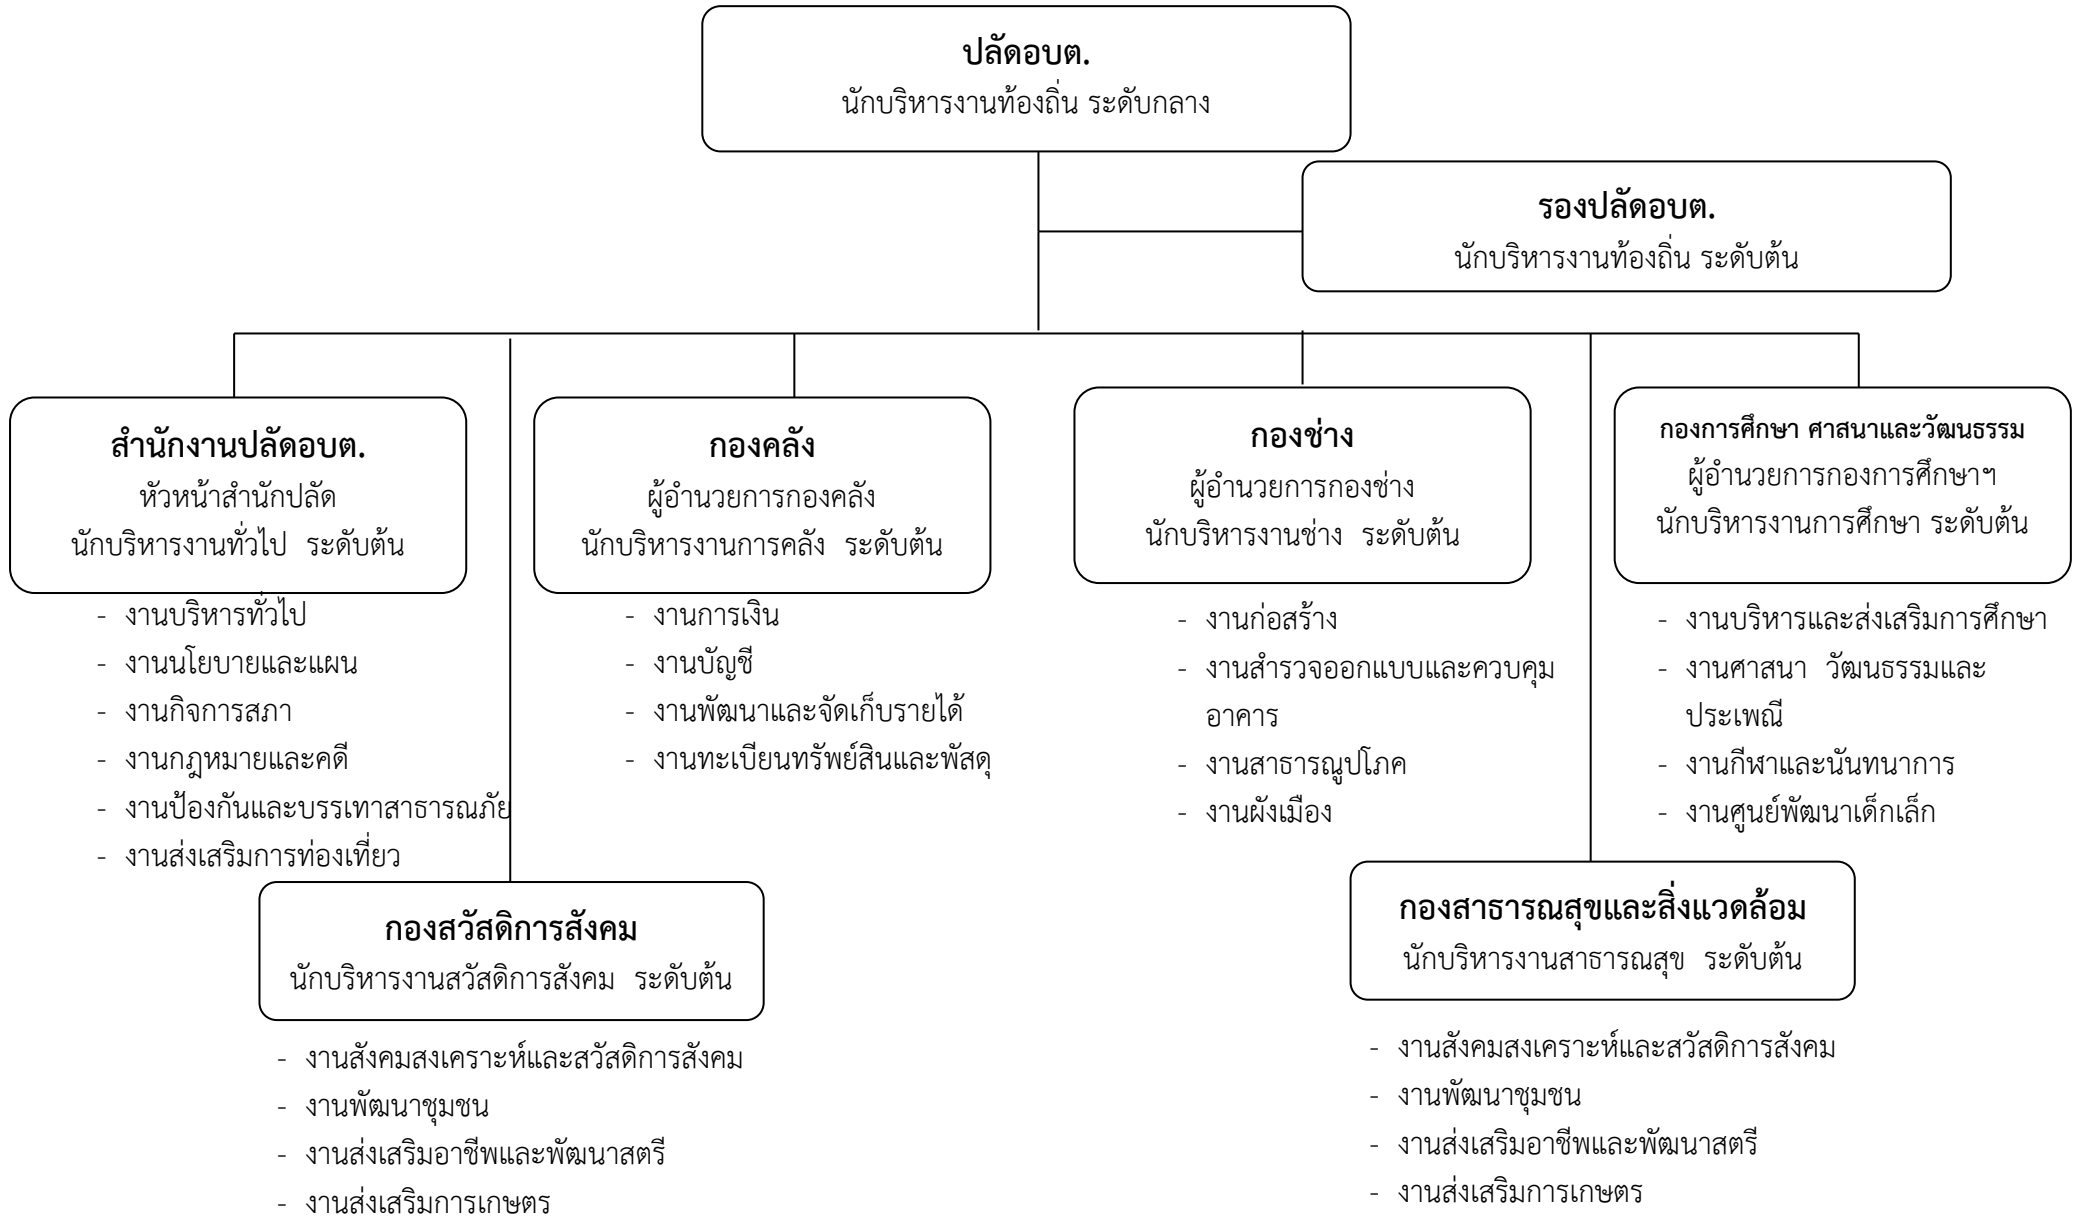 ปลัดอบต.
นักบริหารงานท้องถิ่น ระดับกลาง
รองปลัดอบต.
นักบริหารงานท้องถิ่น ระดับต้น
สำนักงานปลัดอบต.
หัวหน้าสำนักปลัด
นักบริหารงานทั่วไป ระดับต้น
- งานบริหารทั่วไป
- งานนโยบายและแผน
- งานกิจการสภา
- งานกฎหมายและคดี
- งานป้องกันและบรรเทาสาธารณภัย
- งานส่งเสริมการท่องเที่ยว
กองคลัง
ผู้อำนวยการกองคลัง
นักบริหารงานการคลัง ระดับต้น
- งานการเงิน
- งานบัญชี
- งานพัฒนาและจัดเก็บรายได้
- งานทะเบียนทรัพย์สินและพัสดุ
กองช่าง
ผู้อำนวยการกองช่าง
นักบริหารงานช่าง ระดับต้น
- งานก่อสร้าง
- งานสำรวจออกแบบและควบคุม
อาคาร
- งานสาธารณูปโภค
- งานผังเมือง
กองการศึกษา ศาสนาและวัฒนธรรม
ผู้อำนวยการกองการศึกษาฯ
นักบริหารงานการศึกษา ระดับต้น
- งานบริหารและส่งเสริมการศึกษา
- งานศาสนา วัฒนธรรมและ
ประเพณี
- งานกีฬาและนันทนาการ
- งานศูนย์พัฒนาเด็กเล็ก
กองสวัสดิการสังคม
นักบริหารงานสวัสดิการสังคม ระดับต้น
- งานสังคมสงเคราะห์และสวัสดิการสังคม
- งานพัฒนาชุมชน
- งานส่งเสริมอาชีพและพัฒนาสตรี
- งานส่งเสริมการเกษตร
กองสาธารณสุขและสิ่งแวดล้อม
นักบริหารงานสาธารณสุข ระดับต้น
- งานสังคมสงเคราะห์และสวัสดิการสังคม
- งานพัฒนาชุมชน
- งานส่งเสริมอาชีพและพัฒนาสตรี
- งานส่งเสริมการเกษตร